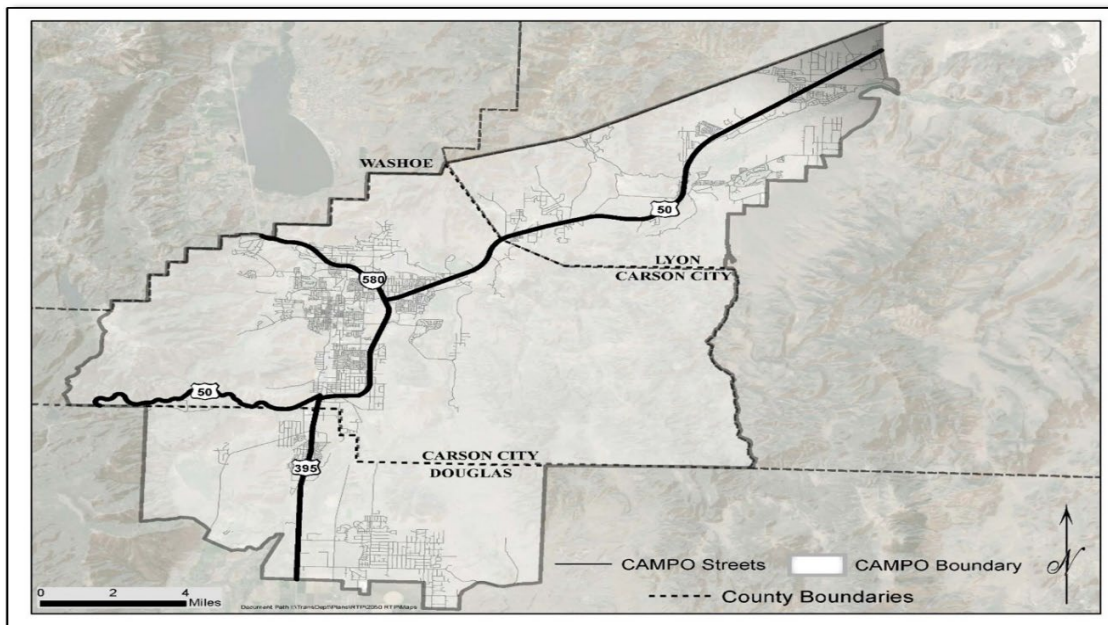 WASHOE
50
580
LYON
CARSON CITY
50
395
CARSON CITY
DOUGLAS
CAMPO Streets
CAMPO Boundary
County Boundaries
N
0 2 4
Miles